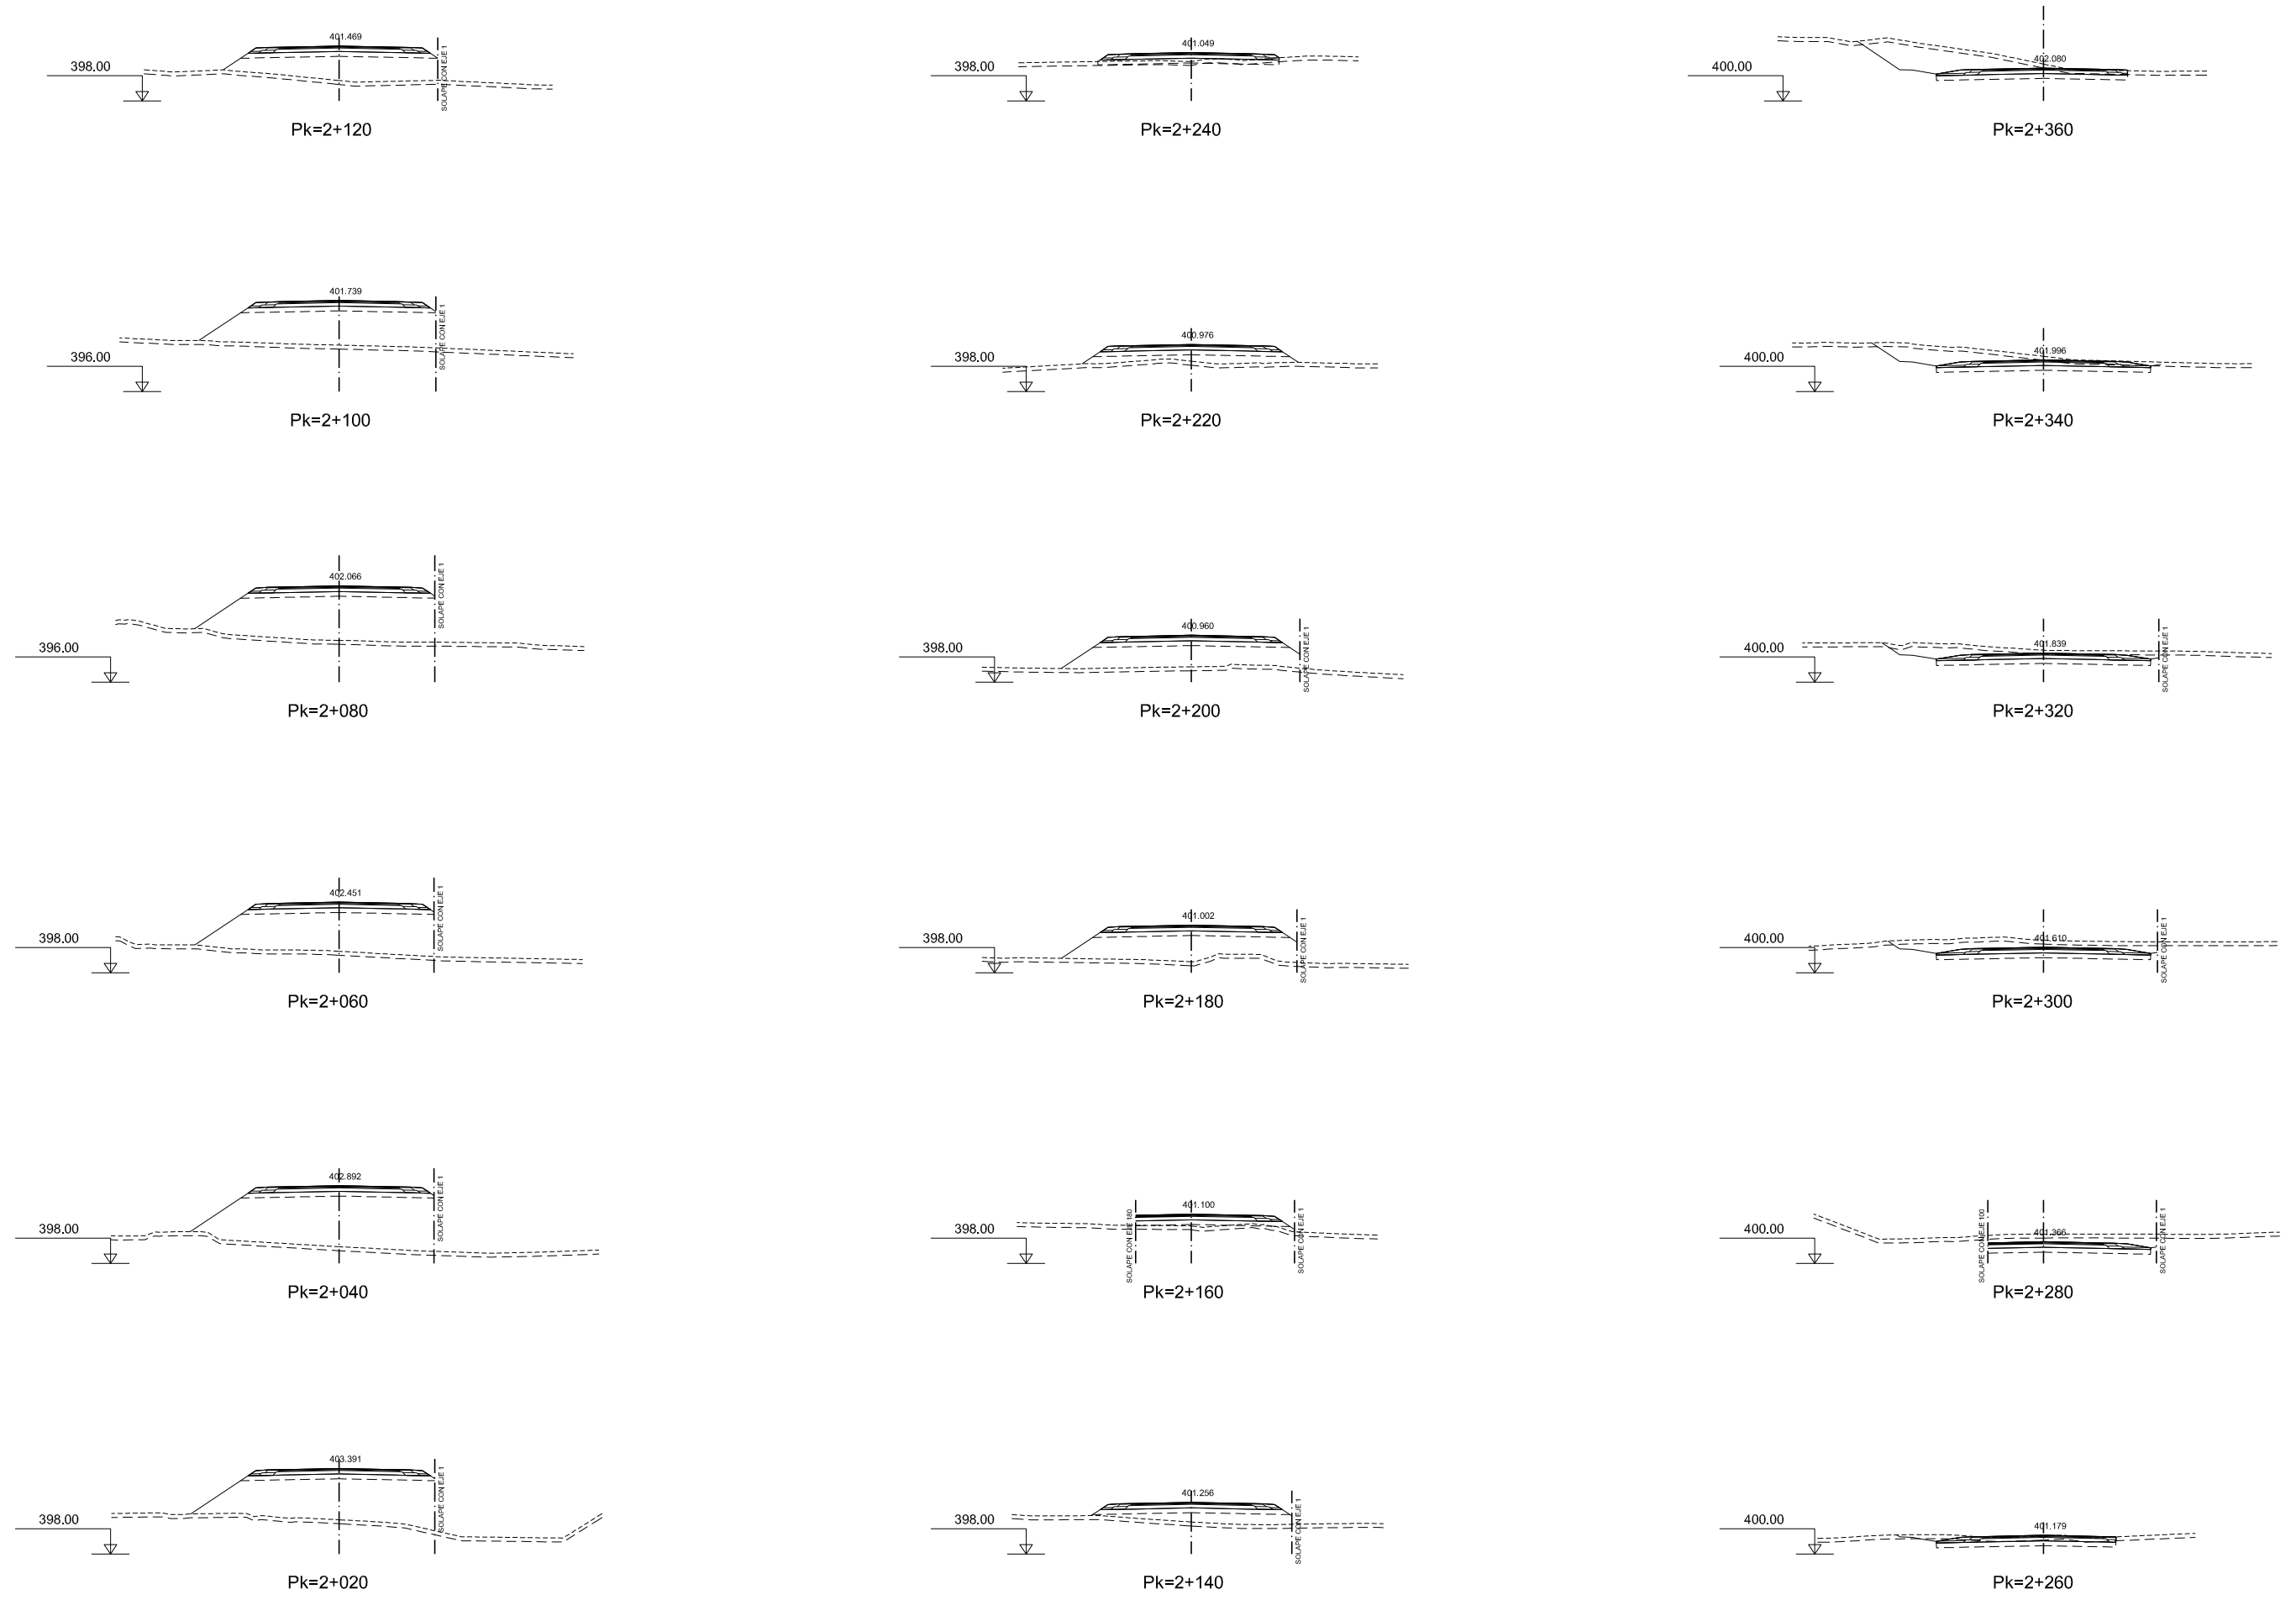 401.469
398.00
SOLAPE CON EJE 1
Pk=2+120
401.049
398.00
Pk=2+240
402.080
400.00
Pk=2+360
401.739
396.00
SOLAPE CON EJE 1
Pk=2+100
400.976
398.00
Pk=2+220
401.996
400.00
Pk=2+340
402.066
396.00
SOLAPE CON EJE 1
Pk=2+080
400.960
398.00
SOLAPE CON EJE 1
Pk=2+200
401.839
400.00
SOLAPE CON EJE 1
Pk=2+320
402.451
398.00
SOLAPE CON EJE 1
Pk=2+060
401.002
398.00
SOLAPE CON EJE 1
Pk=2+180
401.610
400.00
SOLAPE CON EJE 1
Pk=2+300
402.892
398.00
SOLAPE CON EJE 1
Pk=2+040
401.100
398.00
SOLAPE CON EJE 180
SOLAPE CON EJE 1
Pk=2+160
401.366
400.00
SOLAPE CON EJE 100
SOLAPE CON EJE 1
Pk=2+280
403.391
398.00
SOLAPE CON EJE 1
Pk=2+020
401.256
398.00
SOLAPE CON EJE 1
Pk=2+140
401.179
400.00
Pk=2+260